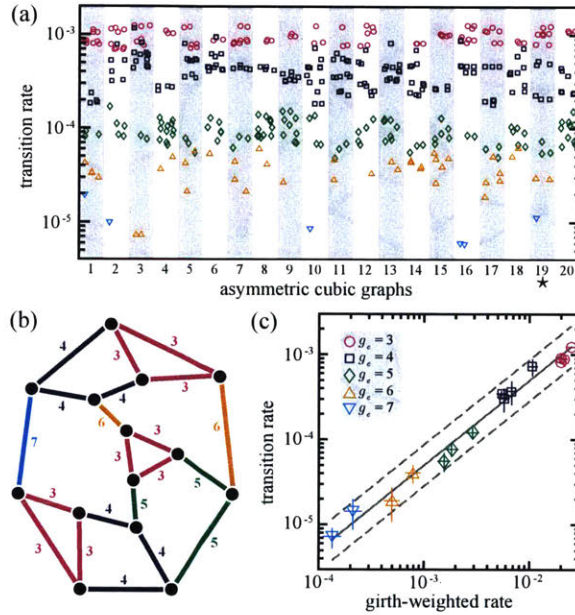 (a)
transition rate
10⁻³
10⁻⁴
10⁻⁵
1 2 3 4 5 6 7 8 9 10 11 12 13 14 15 16 17 18 19 20
asymmetric cubic graphs
★
(b)
4
3
3
3
4
4
7
6
6
3
3
3
5
5
3
3
3
4
4
5
4
(c)
transition rate
10⁻³
10⁻⁴
10⁻⁵
gₑ = 3
gₑ = 4
gₑ = 5
gₑ = 6
gₑ = 7
10⁻⁴ 10⁻³ 10⁻²
girth-weighted rate